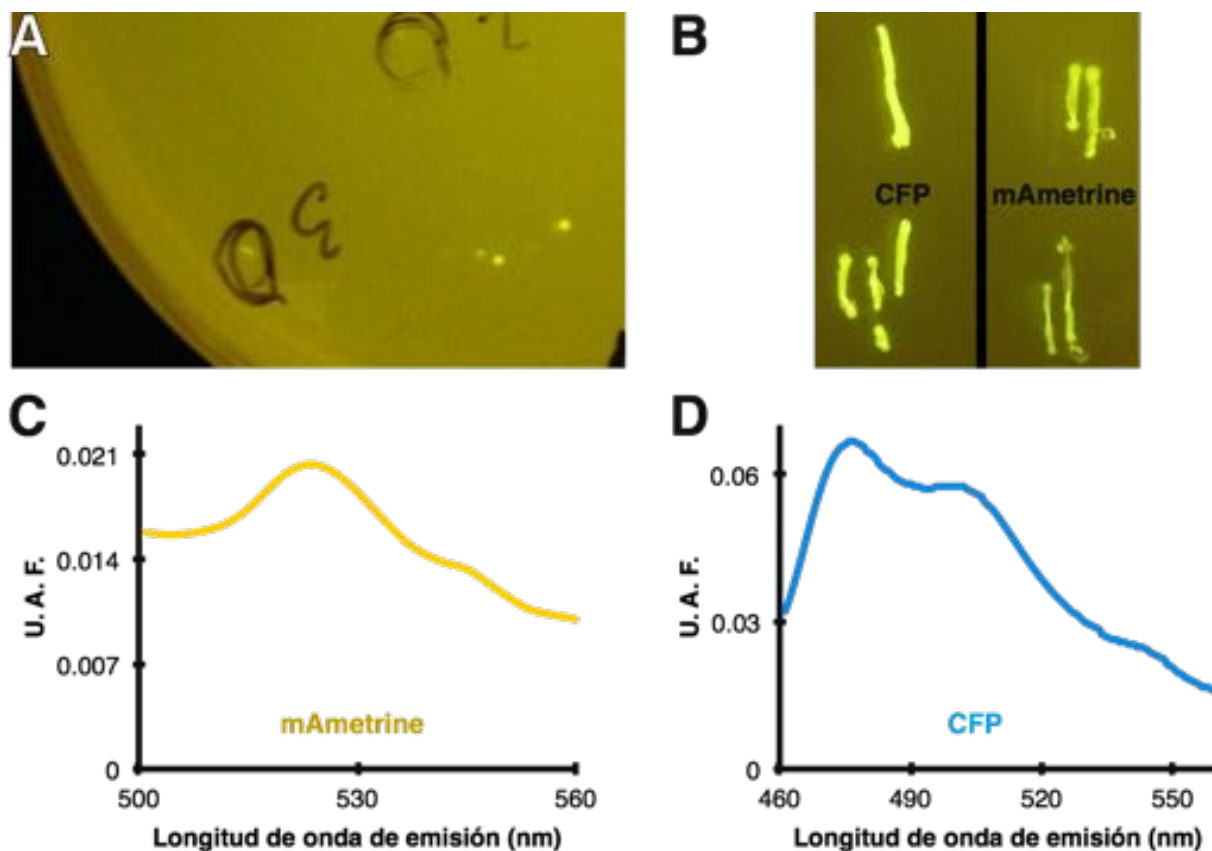 A
3
B
CFP
mAmetrine
C
U. A. F.
0.021
0.014
0.007
0
mAmetrine
500
530
560
Longitud de onda de emisión (nm)
D
U. A. F.
0.06
0.03
0
CFP
460
490
520
550
Longitud de onda de emisión (nm)